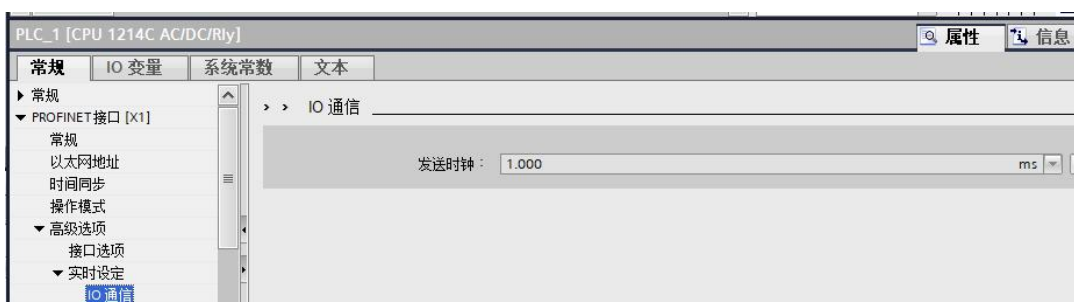 PLC_1 [CPU 1214C AC/DC/Rly]
属性 信息
常规 IO 变量 系统常数 文本
常规
PROFINET接口 [X1]
常规
以太网地址
时间同步
操作模式
高级选项
接口选项
实时设定
IO 通信
> > IO 通信
发送时钟： 1.000 ms